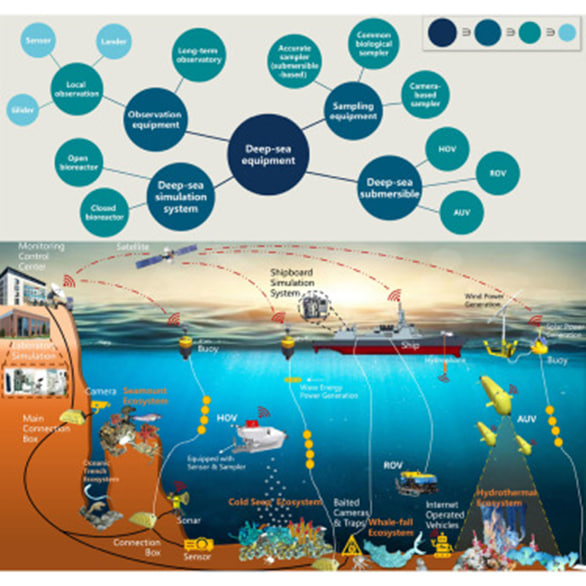 Sensor
Lander
Long-term
observatory
Local
observation
Glider
Observation
equipment
Accurate
sampler
(submersible
-based)
Common
biological
sampler
Camera-
based
sampler
Sampling
equipment
Deep-sea
equipment
Open
bioreactor
Closed
bioreactor
Deep-sea
simulation
system
Deep-sea
submersible
HOV
ROV
AUV
Monitoring
Control
Center
Satellite
Shipboard
Simulation
System
Wind Power
Generation
Solar Power
Generation
Laboratory
Simulation
Buoy
Buoy
Ship
Hydrophone
Buoy
Wave Energy
Power Generation
Camera
Seamount
Ecosystem
Main
Connection
Box
HOV
AUV
Equipped with
Sensor & Sampler
Oceanic
Trench
Ecosystem
ROV
Sonar
Cold Seep Ecosystem
Baited
Cameras
& Traps
Whale-fall
Ecosystem
Internet
Operated
Vehicles
Hydrothermal
Ecosystem
Connection
Box
Sensor